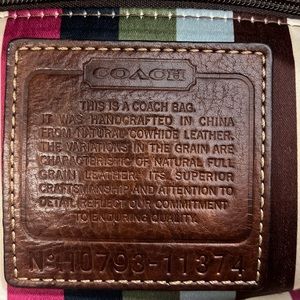 COACH
THIS IS A COACH BAG.
IT WAS HANDCRAFTED IN CHINA
FROM NATURAL COWHIDE LEATHER.
THE VARIATIONS IN THE GRAIN ARE
CHARACTERISTIC OF NATURAL FULL
GRAIN LEATHERS. ITS SUPERIOR
CRAFTSMANSHIP AND ATTENTION TO
DETAIL REFLECT OUR COMMITMENT
TO ENDURING QUALITY.
Nº H0793-11374